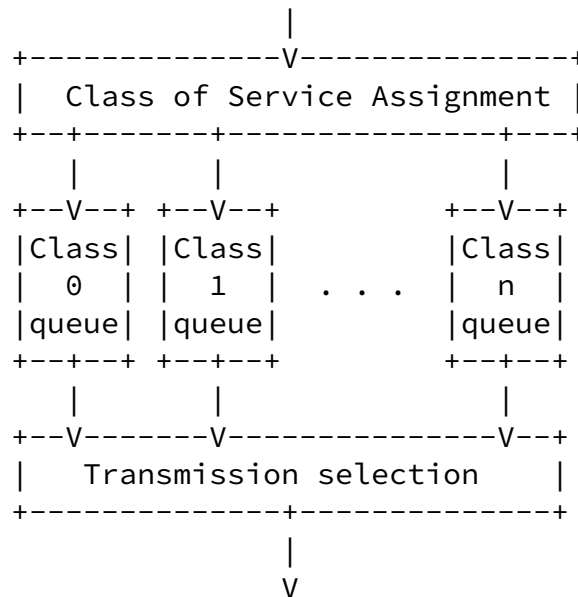 |
+--------------V---------------+
| Class of Service Assignment |
+--+-------+---------------+---+
| | |
+--V--+ +--V--+ +--V--+
|Class| |Class| |Class|
| 0 | | 1 | . . . | n |
|queue| |queue| |queue|
+--+--+ +--+--+ +--+--+
| | |
+--V-------V---------------V--+
| Transmission selection |
+--------------+--------------+
|
V